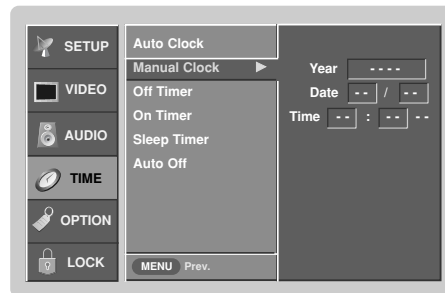 SETUP
VIDEO
AUDIO
TIME
OPTION
LOCK
Auto Clock
Manual Clock ►
Off Timer
On Timer
Sleep Timer
Auto Off
MENU Prev.
Year - - - -
Date - - / - -
Time - - : - - - -